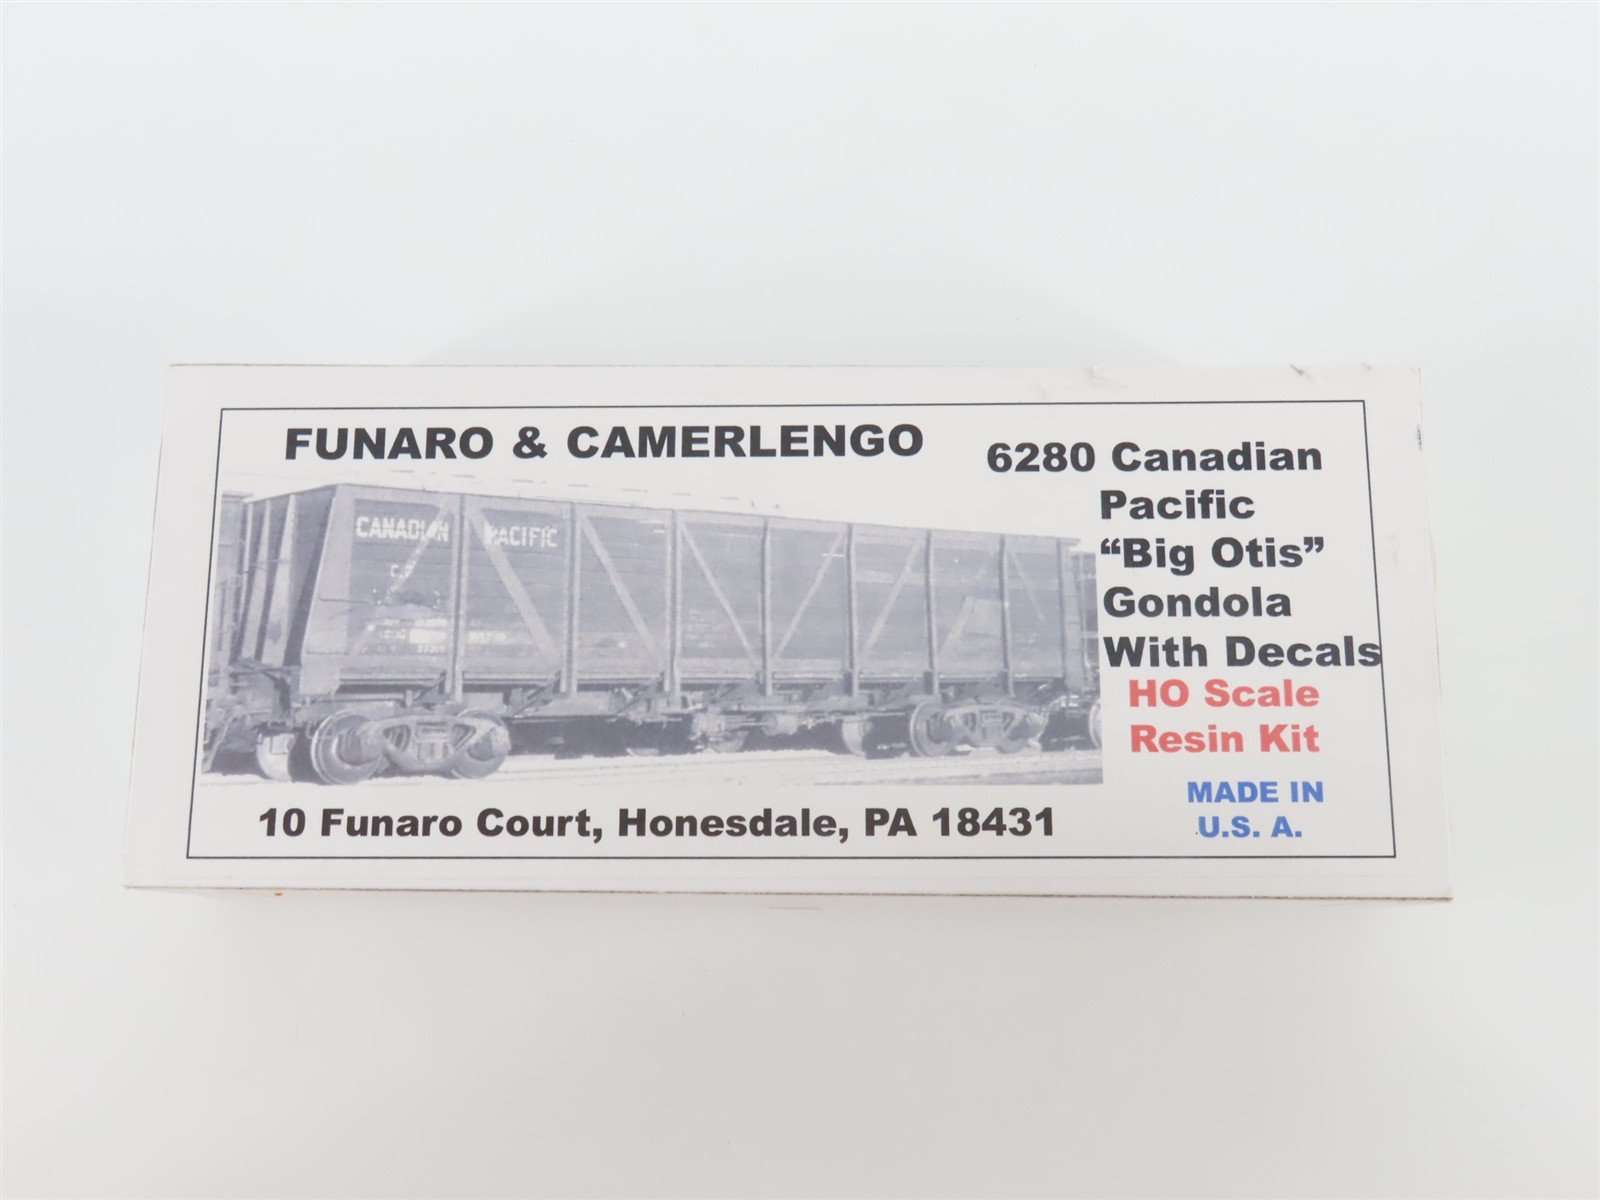 FUNARO & CAMERLENGO
6280 Canadian
Pacific
“Big Otis”
Gondola
With Decals
HO Scale
Resin Kit
MADE IN
U.S. A.
CANADIAN PACIFIC
10 Funaro Court, Honesdale, PA 18431